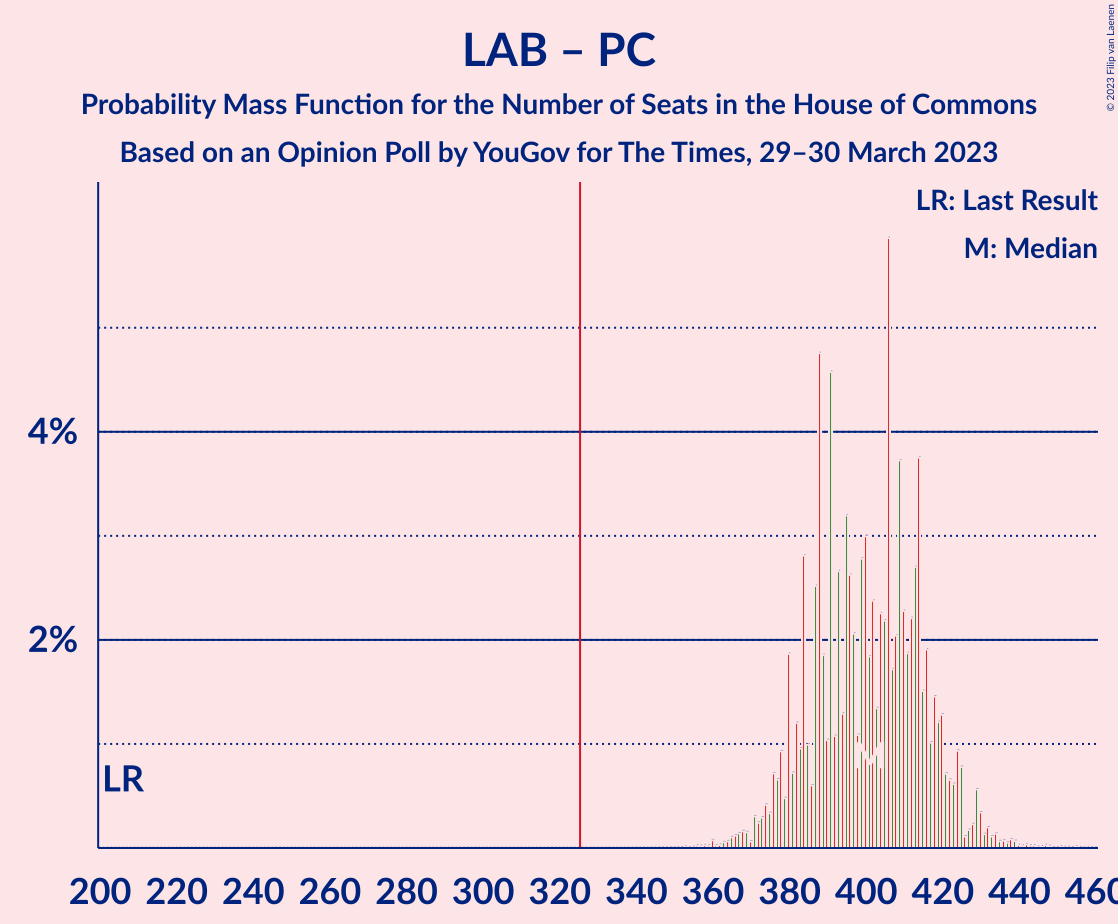 LAB – PC
Probability Mass Function for the Number of Seats in the House of Commons
Based on an Opinion Poll by YouGov for The Times, 29–30 March 2023
© 2023 Filip van Laenen
LR: Last Result
M: Median
4%
2%
LR
200 220 240 260 280 300 320 340 360 380 400 420 440 460